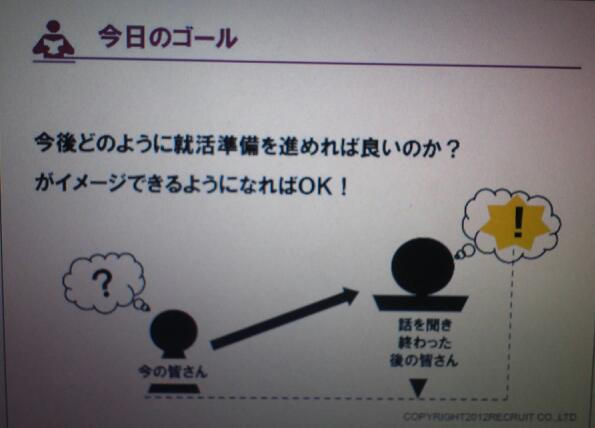 今日のゴール
今後どのように就活準備を進めれば良いのか？
がイメージできるようになればOK！
？
！
今の皆さん
話を聞き
終わった
後の皆さん
COPYRIGHT2012RECRUIT CO.,LTD